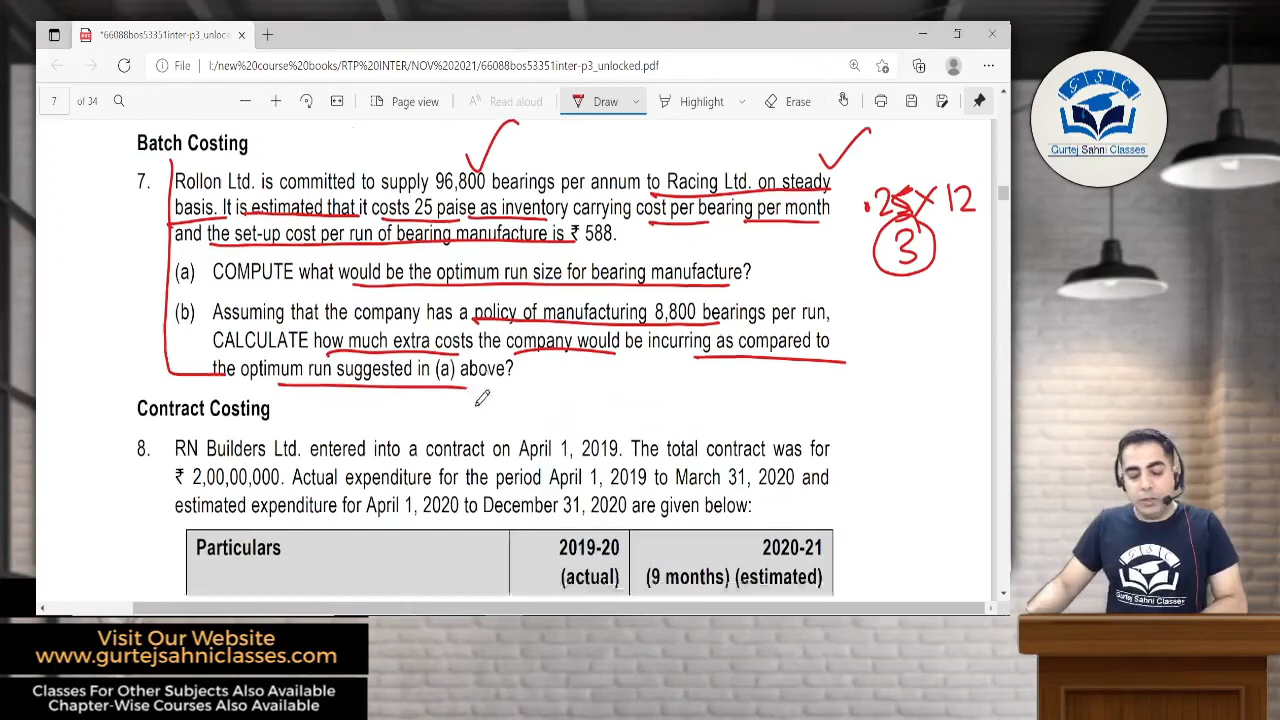 *66088bos53351inter-p3_unlock
File
I:/new%20course%20books/RTP%20INTER/NOV%202021/66088bos53351inter-p3_unlocked.pdf
7 of 34
Page view
Read aloud
Draw
Highlight
Erase
Batch Costing
7. Rollon Ltd. is committed to supply 96,800 bearings per annum to Racing Ltd. on steady
basis. It is estimated that it costs 25 paise as inventory carrying cost per bearing per month
and the set-up cost per run of bearing manufacture is ₹ 588.
(a) COMPUTE what would be the optimum run size for bearing manufacture?
(b) Assuming that the company has a policy of manufacturing 8,800 bearings per run,
CALCULATE how much extra costs the company would be incurring as compared to
the optimum run suggested in (a) above?
.25 X 12
3
Contract Costing
8. RN Builders Ltd. entered into a contract on April 1, 2019. The total contract was for
₹ 2,00,00,000. Actual expenditure for the period April 1, 2019 to March 31, 2020 and
estimated expenditure for April 1, 2020 to December 31, 2020 are given below:
Particulars 2019-20 2020-21
(actual) (9 months) (estimated)
GSC
Gurtej Sahni Classes
GSC
Gurtej Sahni Classes
Visit Our Website
www.gurtejsahniclasses.com
Classes For Other Subjects Also Available
Chapter-Wise Courses Also Available